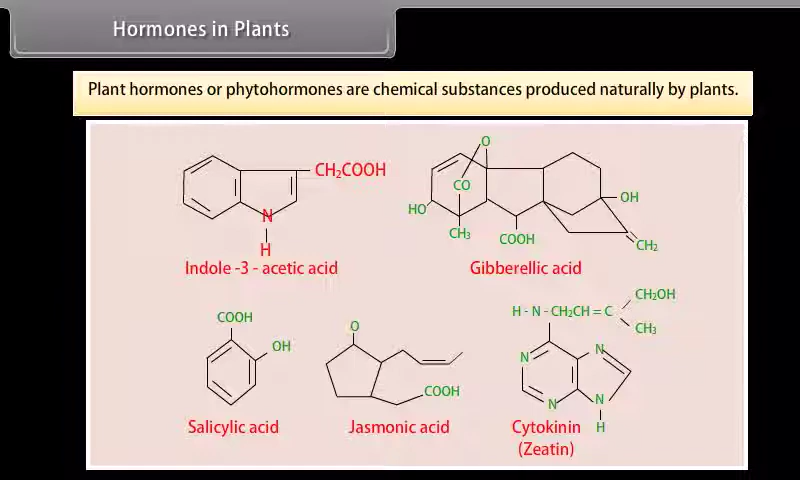 Hormones in Plants
Plant hormones or phytohormones are chemical substances produced naturally by plants.
CH₂COOH
N
H
Indole -3 - acetic acid
O
CO
HO
OH
CH₃
COOH
CH₂
Gibberellic acid
COOH
OH
Salicylic acid
O
COOH
Jasmonic acid
CH₂OH
H - N - CH₂CH = C
CH₃
N
N
N
N
H
Cytokinin
(Zeatin)